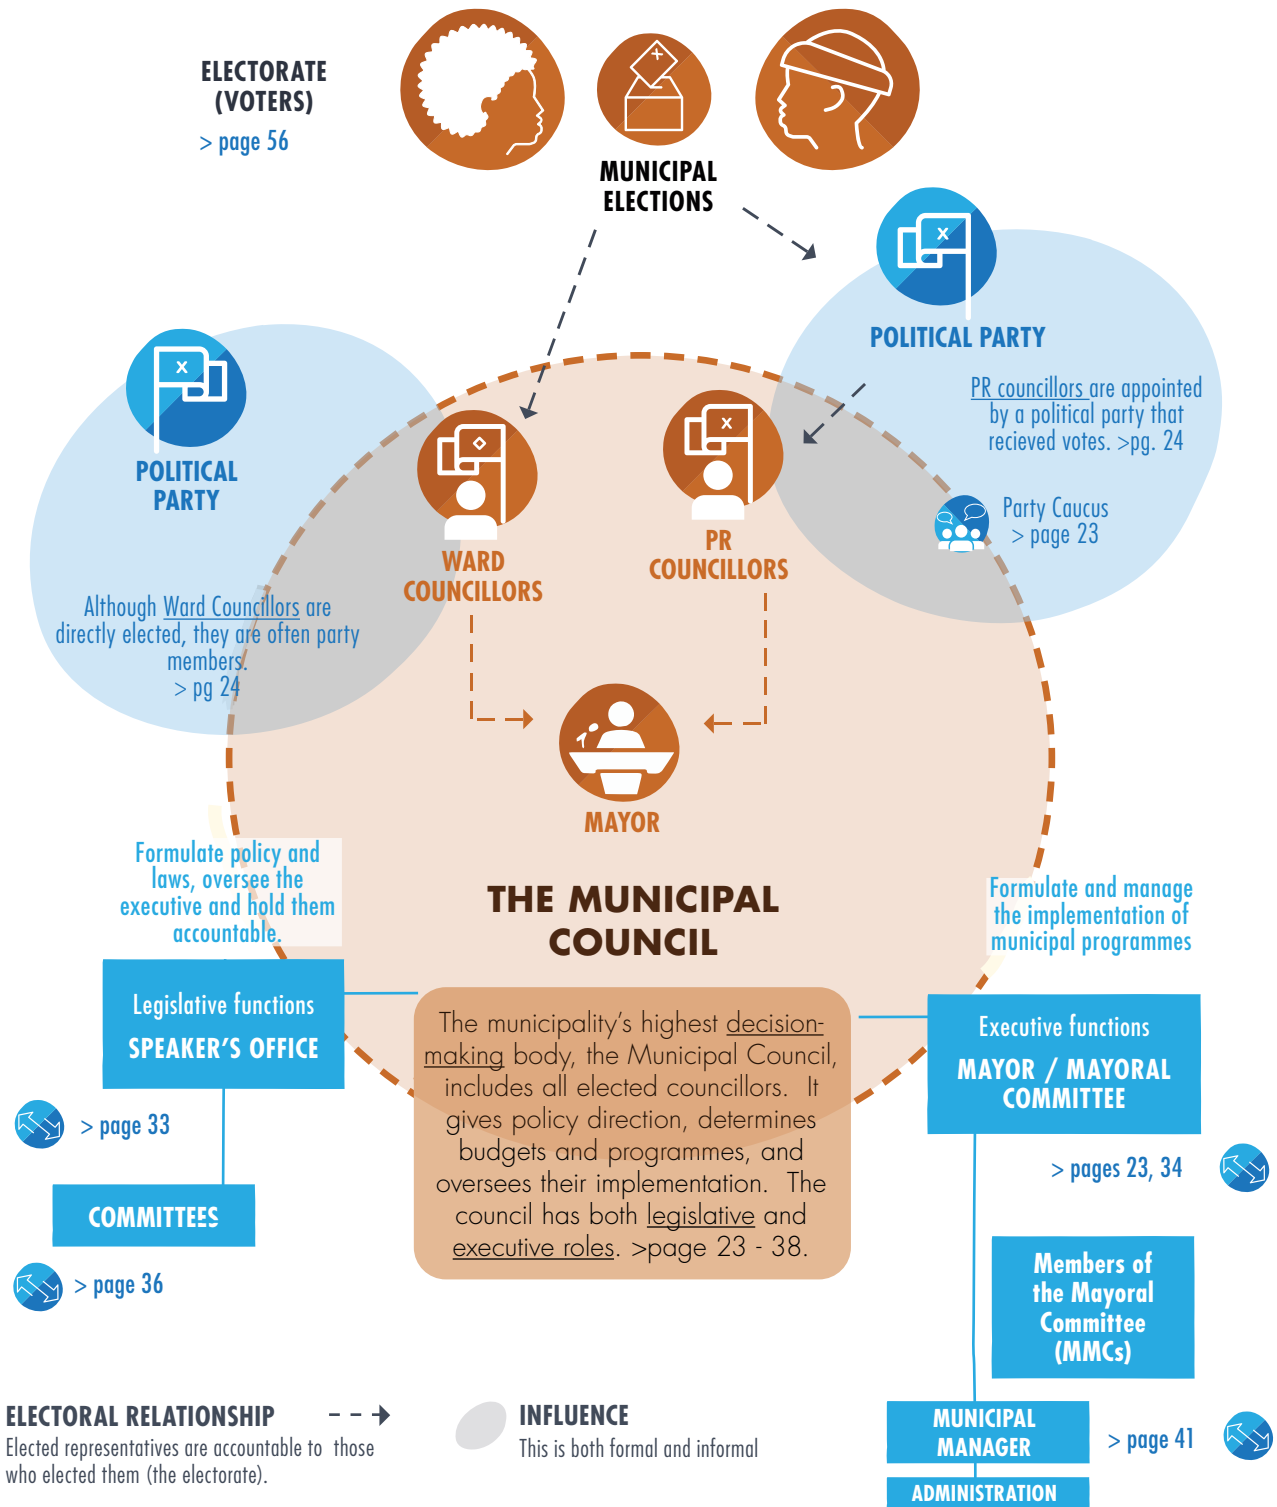 ELECTORATE
(VOTERS)
> page 56
MUNICIPAL
ELECTIONS
X
POLITICAL PARTY
PR councillors are appointed
by a political party that
recieved votes. >pg. 24
Party Caucus
> page 23
X
POLITICAL
PARTY
Although Ward Councillors are
directly elected, they are often party
members.
> pg 24
WARD
COUNCILLORS
X
PR
COUNCILLORS
MAYOR
THE MUNICIPAL
COUNCIL
The municipality's highest decision-
making body, the Municipal Council,
includes all elected councillors. It
gives policy direction, determines
budgets and programmes, and
oversees their implementation. The
council has both legislative and
executive roles. >page 23 - 38.
Formulate policy and
laws, oversee the
executive and hold them
accountable.
Legislative functions
SPEAKER'S OFFICE
> page 33
COMMITTEES
> page 36
Formulate and manage
the implementation of
municipal programmes
Executive functions
MAYOR / MAYORAL
COMMITTEE
> pages 23, 34
Members of
the Mayoral
Committee
(MMCs)
MUNICIPAL
MANAGER
> page 41
ADMINISTRATION
ELECTORAL RELATIONSHIP
Elected representatives are accountable to those
who elected them (the electorate).
INFLUENCE
This is both formal and informal